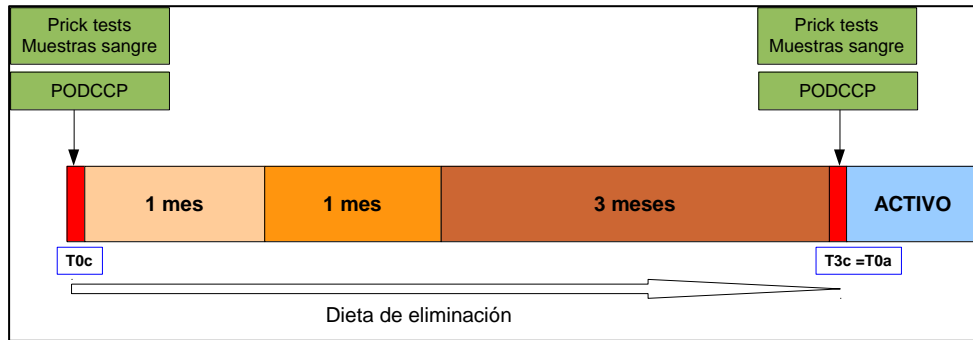 Prick tests
Muestras sangre
PODCCP
Prick tests
Muestras sangre
PODCCP
1 mes
1 mes
3 meses
ACTIVO
T0c
T3c =T0a
Dieta de eliminación